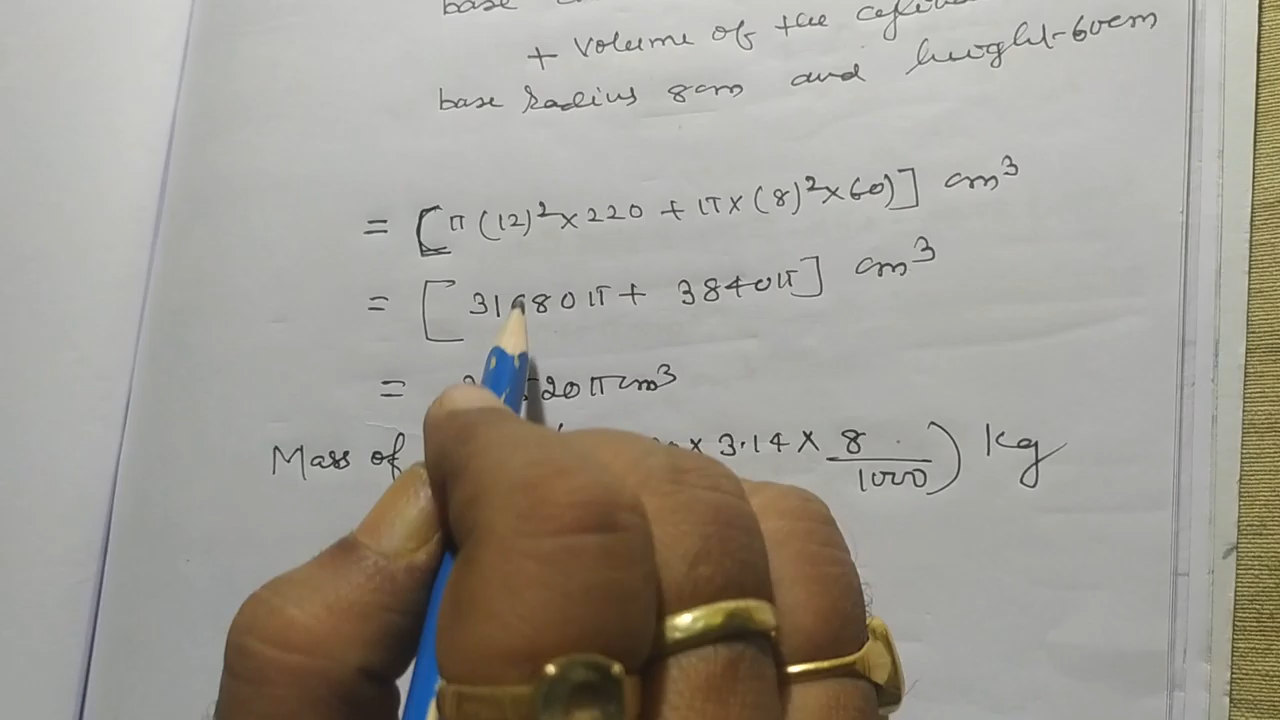 base
+ volume of the
base radius 8cm and height-60cm
= [π(12)²×220 + π×(8)²×60)] cm³
= [31680π + 3840π] cm³
= 20π cm³
Mass of × 3.14 × 8/1000) Kg